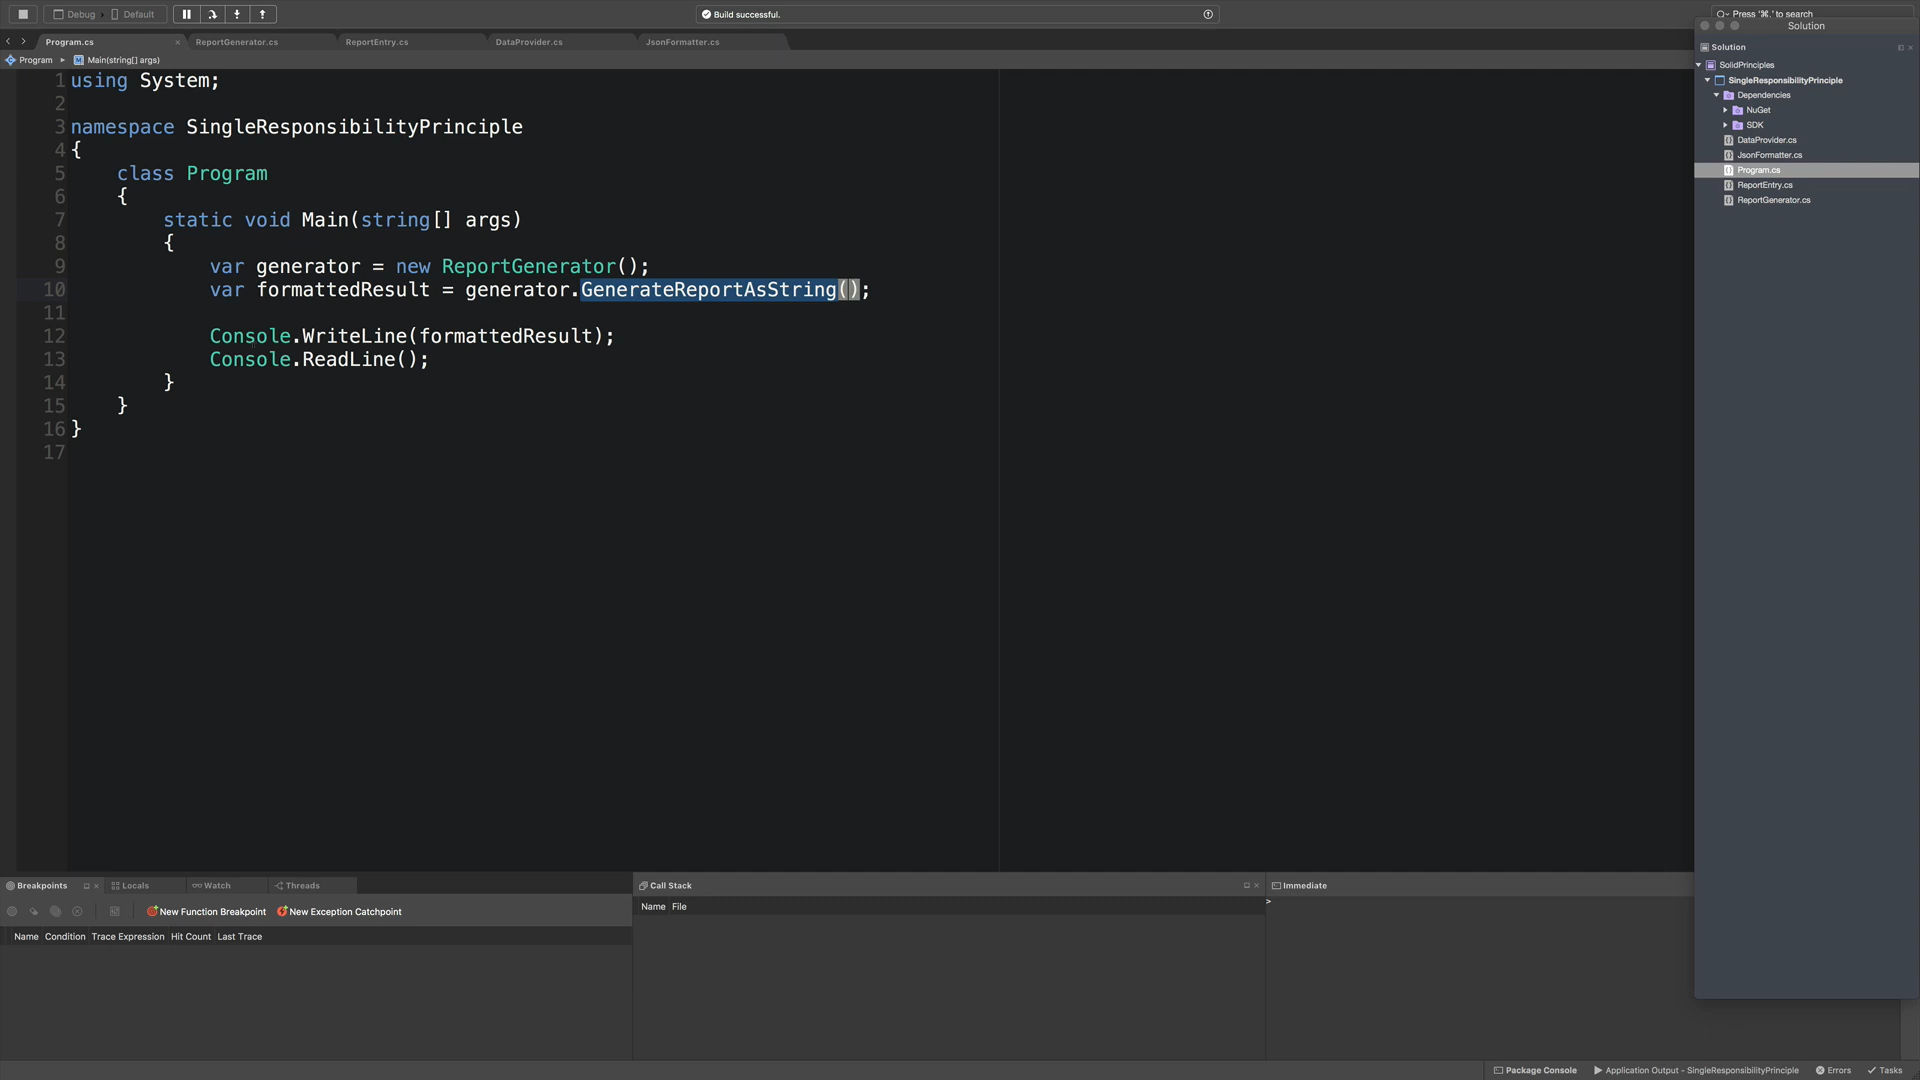 Debug
Default
Build successful.
Press '⌘.' to search
Program.cs
ReportGenerator.cs
ReportEntry.cs
DataProvider.cs
JsonFormatter.cs
Program
Main(string[] args)
1 using System;
2
3 namespace SingleResponsibilityPrinciple
4 {
5 class Program
6 {
7 static void Main(string[] args)
8 {
9 var generator = new ReportGenerator();
10 var formattedResult = generator.GenerateReportAsString();
11
12 Console.WriteLine(formattedResult);
13 Console.ReadLine();
14 }
15 }
16 }
17
Solution
Solution
SolidPrinciples
SingleResponsibilityPrinciple
Dependencies
NuGet
SDK
DataProvider.cs
JsonFormatter.cs
Program.cs
ReportEntry.cs
ReportGenerator.cs
Breakpoints
Locals
Watch
Threads
New Function Breakpoint
New Exception Catchpoint
Name Condition Trace Expression Hit Count Last Trace
Call Stack
Name File
Immediate
>
Package Console
Application Output - SingleResponsibilityPrinciple
Errors
Tasks